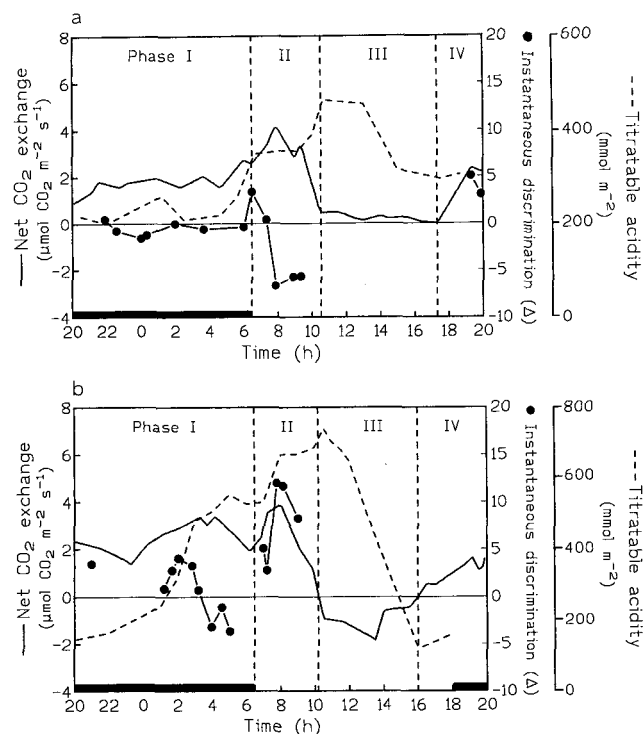 a
Phase I II III IV
8
6
4
2
0
-2
-4
20 22 0 2 4 6 8 10 12 14 16 18 20
Time (h)
— Net CO2 exchange
(μmol CO2 m-2 s-1)
20
15
10
5
0
-5
-10
● Instantaneous discrimination (Δ)
600
400
200
0
--- Titratable acidity
(mmol m-2)
b
Phase I II III IV
8
6
4
2
0
-2
-4
20 22 0 2 4 6 8 10 12 14 16 18 20
Time (h)
— Net CO2 exchange
(μmol CO2 m-2 s-1)
20
15
10
5
0
-5
-10
● Instantaneous discrimination (Δ)
800
600
400
200
0
--- Titratable acidity
(mmol m-2)